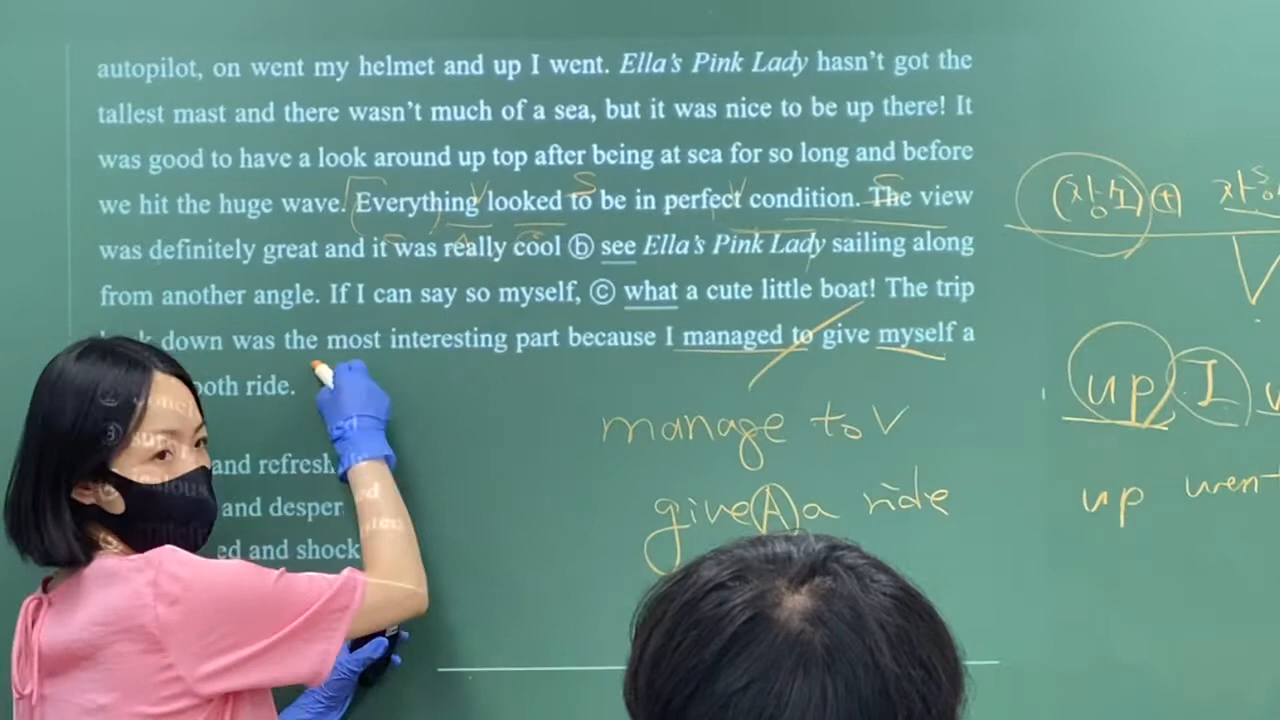 autopilot, on went my helmet and up I went. Ella's Pink Lady hasn't got the
tallest mast and there wasn't much of a sea, but it was nice to be up there! It
was good to have a look around up top after being at sea for so long and before
we hit the huge wave. Everything looked to be in perfect condition. The view
was definitely great and it was really cool ⓑ see Ella's Pink Lady sailing along
from another angle. If I can say so myself, ⓒ what a cute little boat! The trip
down was the most interesting part because I managed to give myself a
ride.
and refresh
and desper
ed and shock
manage to V
give (A) a ride
S V S V
(장소) +
V
up I
up went